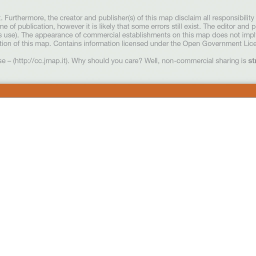 . Furthermore, the creator and publisher(s) of this map disclaim all responsibility
ne of publication, however it is likely that some errors still exist. The editor and p
s use). The appearance of commercial establishments on this map does not impl
tion of this map. Contains information licensed under the Open Government Lice
se – (http://cc.jmap.it). Why should you care? Well, non-commercial sharing is st